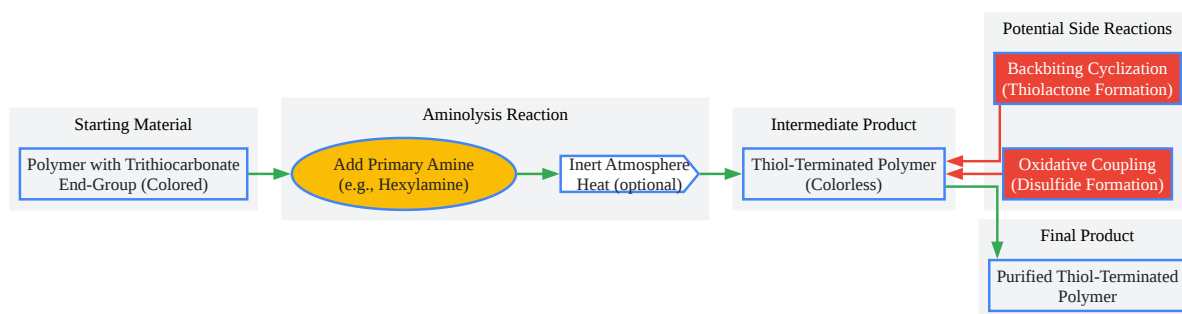 Starting Material
Polymer with Trithiocarbonate
End-Group (Colored)
Aminolysis Reaction
Add Primary Amine
(e.g., Hexylamine)
Inert Atmosphere
Heat (optional)
Intermediate Product
Thiol-Terminated Polymer
(Colorless)
Potential Side Reactions
Backbiting Cyclization
(Thiolactone Formation)
Oxidative Coupling
(Disulfide Formation)
Final Product
Purified Thiol-Terminated
Polymer